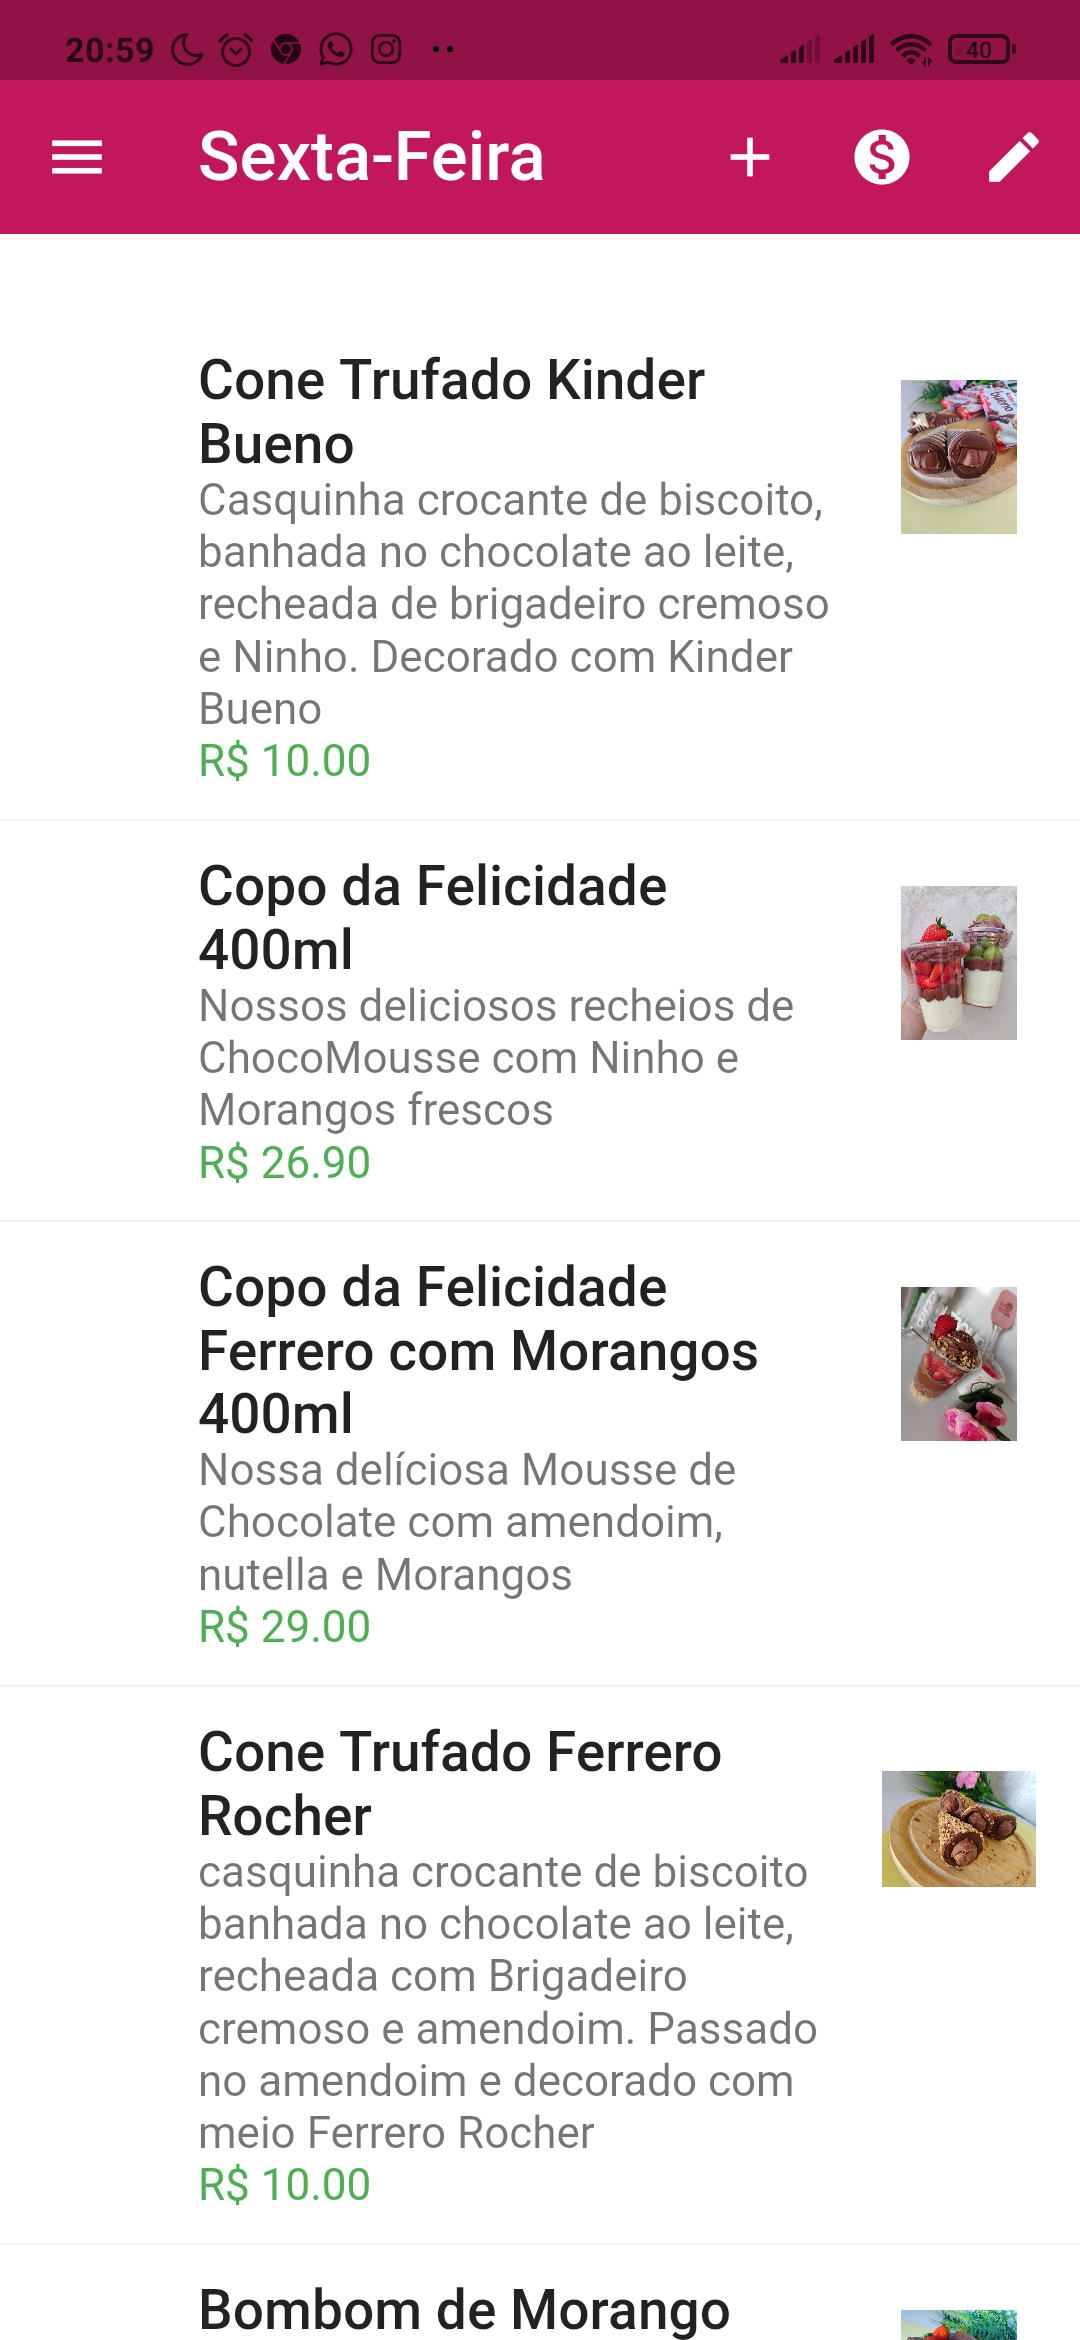 20:59
40
Sexta-Feira
Cone Trufado Kinder
Bueno
Casquinha crocante de biscoito,
banhada no chocolate ao leite,
recheada de brigadeiro cremoso
e Ninho. Decorado com Kinder
Bueno
R$ 10.00
Copo da Felicidade
400ml
Nossos deliciosos recheios de
ChocoMousse com Ninho e
Morangos frescos
R$ 26.90
Copo da Felicidade
Ferrero com Morangos
400ml
Nossa delíciosa Mousse de
Chocolate com amendoim,
nutella e Morangos
R$ 29.00
Cone Trufado Ferrero
Rocher
casquinha crocante de biscoito
banhada no chocolate ao leite,
recheada com Brigadeiro
cremoso e amendoim. Passado
no amendoim e decorado com
meio Ferrero Rocher
R$ 10.00
Bombom de Morango